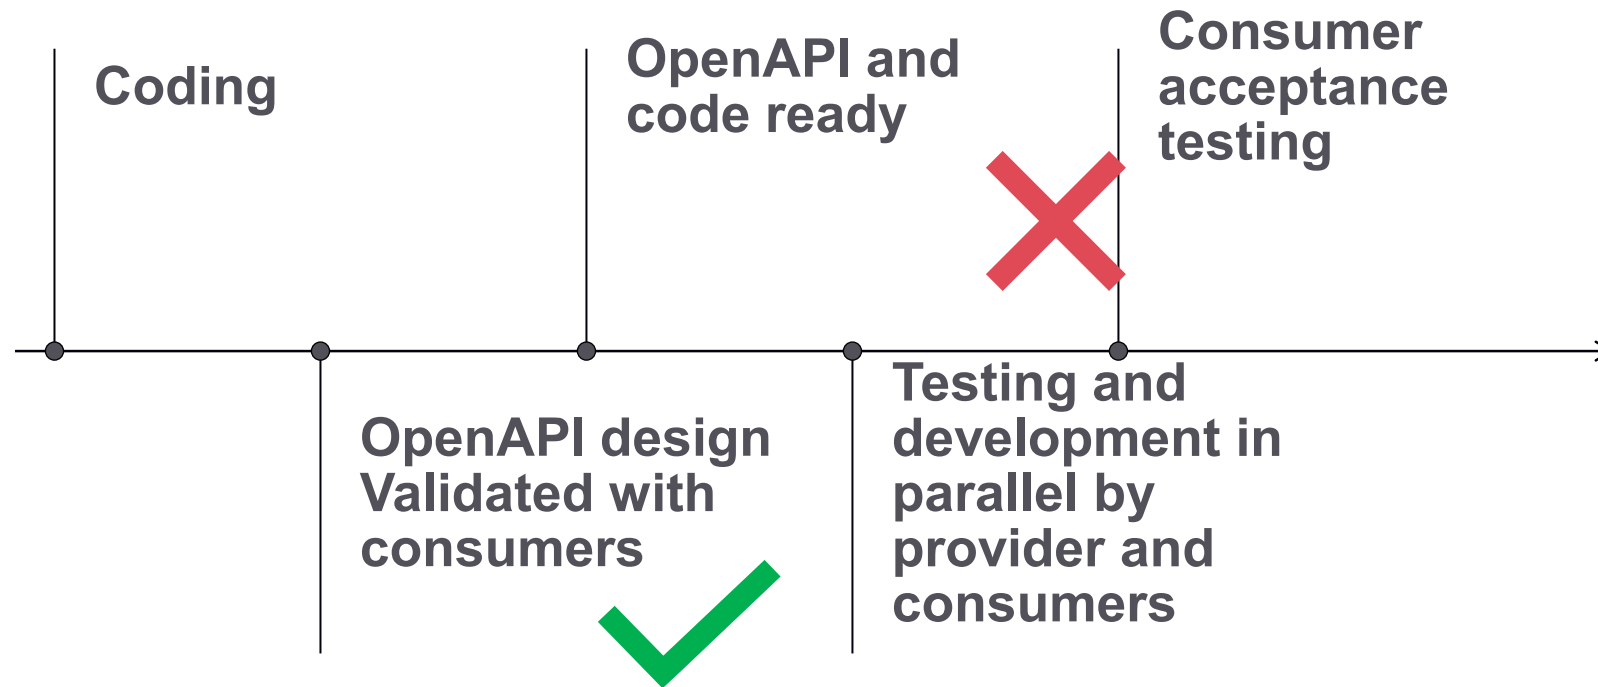 Coding
OpenAPI design
Validated with
consumers
OpenAPI and
code ready
Testing and
development in
parallel by
provider and
consumers
Consumer
acceptance
testing